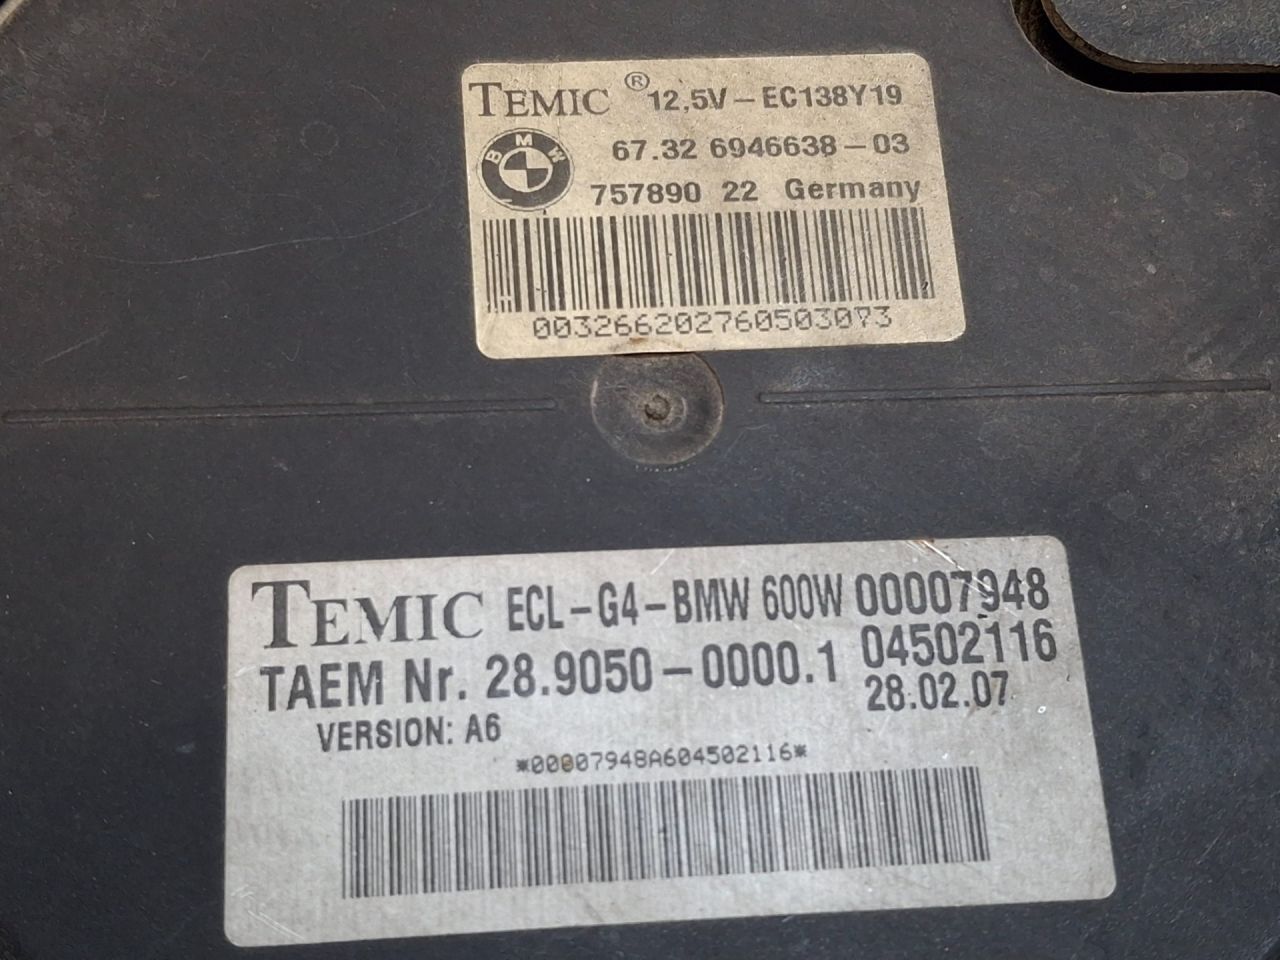 TEMIC ® 12,5V – EC138Y19
BMW 67.32 6946638 – 03
757890 22 Germany
003266202760503073
TEMIC ECL – G4 – BMW 600W 00007948
TAEM Nr. 28.9050 – 0000.1 04502116
VERSION: A6 28.02.07
*00007948A604502116*